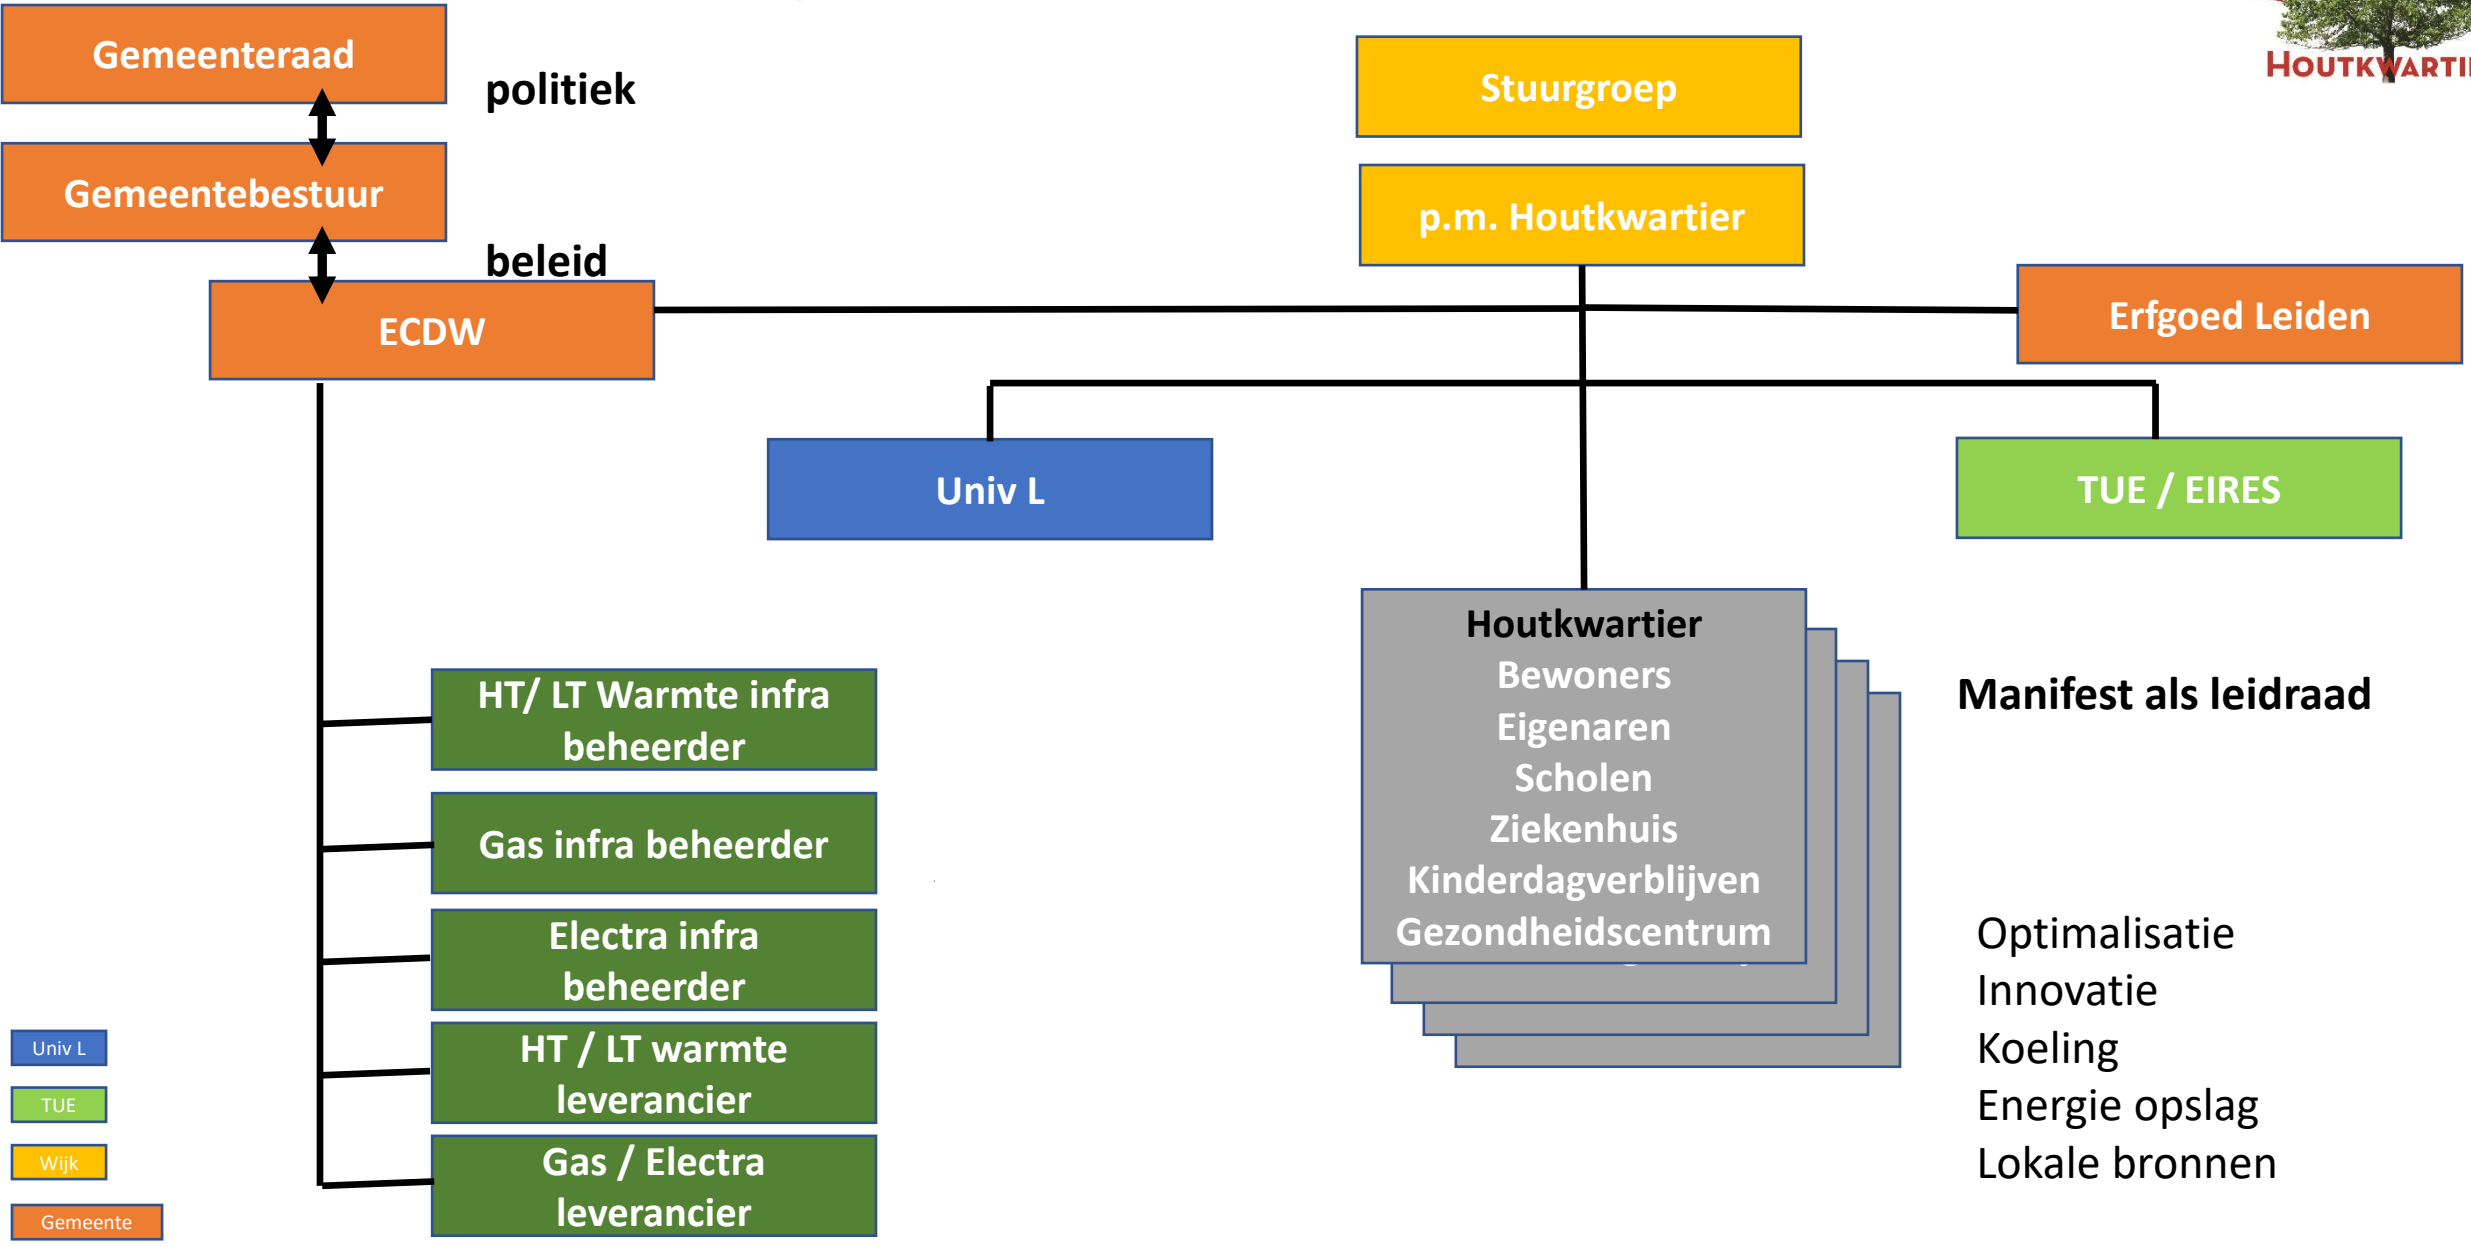 Gemeenteraad
politiek
Gemeentebestuur
beleid
ECDW
Stuurgroep
p.m. Houtkwartier
Erfgoed Leiden
Univ L
TUE / EIRES
HT/ LT Warmte infra
beheerder
Gas infra beheerder
Electra infra
beheerder
HT / LT warmte
leverancier
Gas / Electra
leverancier
Houtkwartier
Bewoners
Eigenaren
Scholen
Ziekenhuis
Kinderdagverblijven
Gezondheidscentrum
Manifest als leidraad
Optimalisatie
Innovatie
Koeling
Energie opslag
Lokale bronnen
Univ L
TUE
Wijk
Gemeente